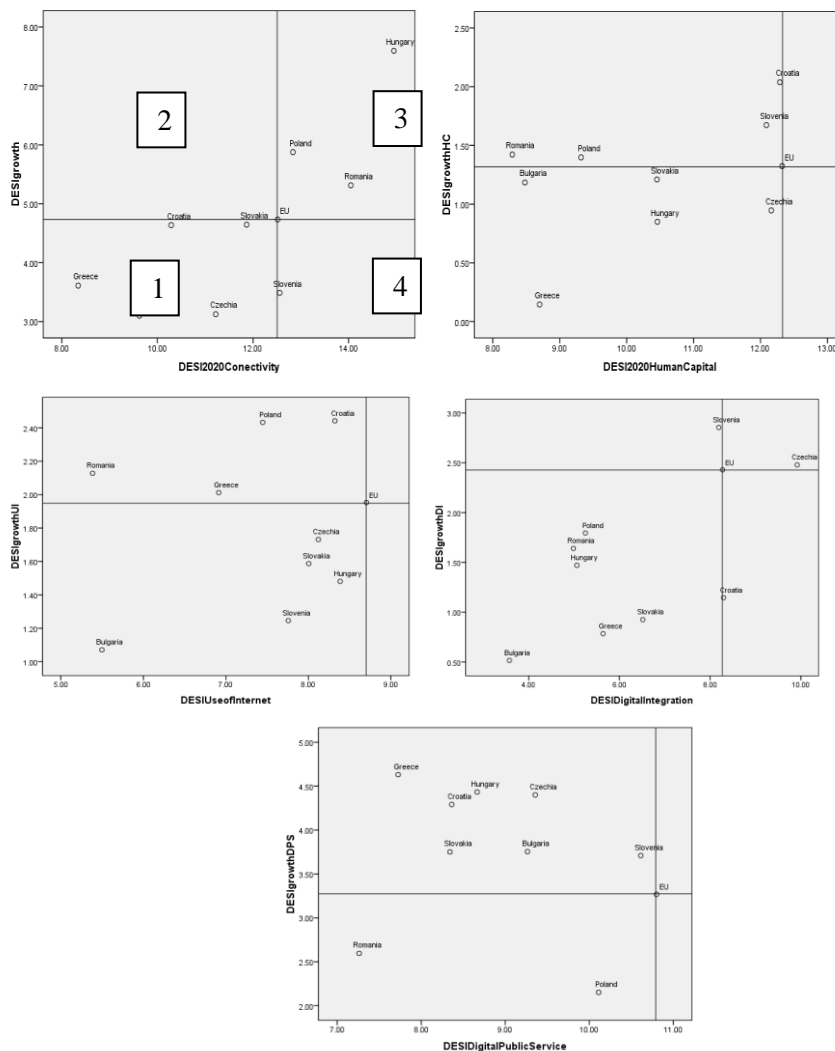 8.00
7.00
6.00
5.00
4.00
3.00
DESIgrowth
Hungary
2
3
Poland
Romania
EU
Croatia
Slovakia
Greece
1
4
Slovenia
Czechia
8.00 10.00 12.00 14.00
DESI2020Conectivity
2.50
2.00
1.50
1.00
0.50
0.00
DESIgrowthHC
Croatia
Slovenia
Romania
Poland
EU
Bulgaria
Slovakia
Czechia
Hungary
Greece
8.00 9.00 10.00 11.00 12.00 13.00
DESI2020HumanCapital
2.40
2.20
2.00
1.80
1.60
1.40
1.20
1.00
DESIgrowthUI
Poland
Croatia
Romania
Greece
EU
Czechia
Slovakia
Hungary
Slovenia
Bulgaria
5.00 6.00 7.00 8.00 9.00
DESIUseofInternet
3.00
2.50
2.00
1.50
1.00
0.50
DESIgrowthDI
Slovenia
Czechia
EU
Poland
Romania
Hungary
Croatia
Slovakia
Greece
Bulgaria
4.00 6.00 8.00 10.00
DESIDigitalIntegration
5.00
4.50
4.00
3.50
3.00
2.50
2.00
DESIgrowthDPS
Greece
Hungary
Czechia
Croatia
Slovakia
Bulgaria
Slovenia
EU
Romania
Poland
7.00 8.00 9.00 10.00 11.00
DESIDigitalPublicService